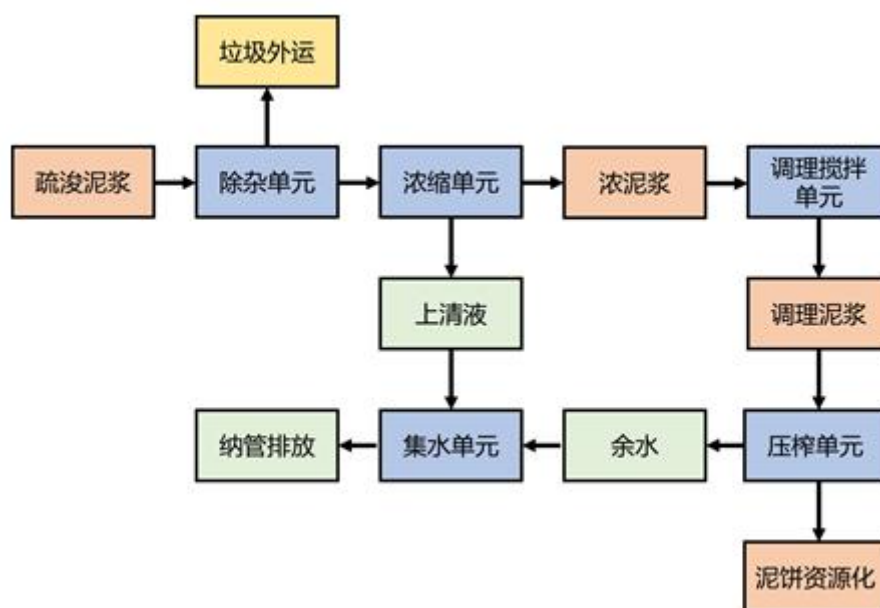 垃圾外运
疏浚泥浆
除杂单元
浓缩单元
浓泥浆
调理搅拌
单元
上清液
调理泥浆
纳管排放
集水单元
余水
压榨单元
泥饼资源化